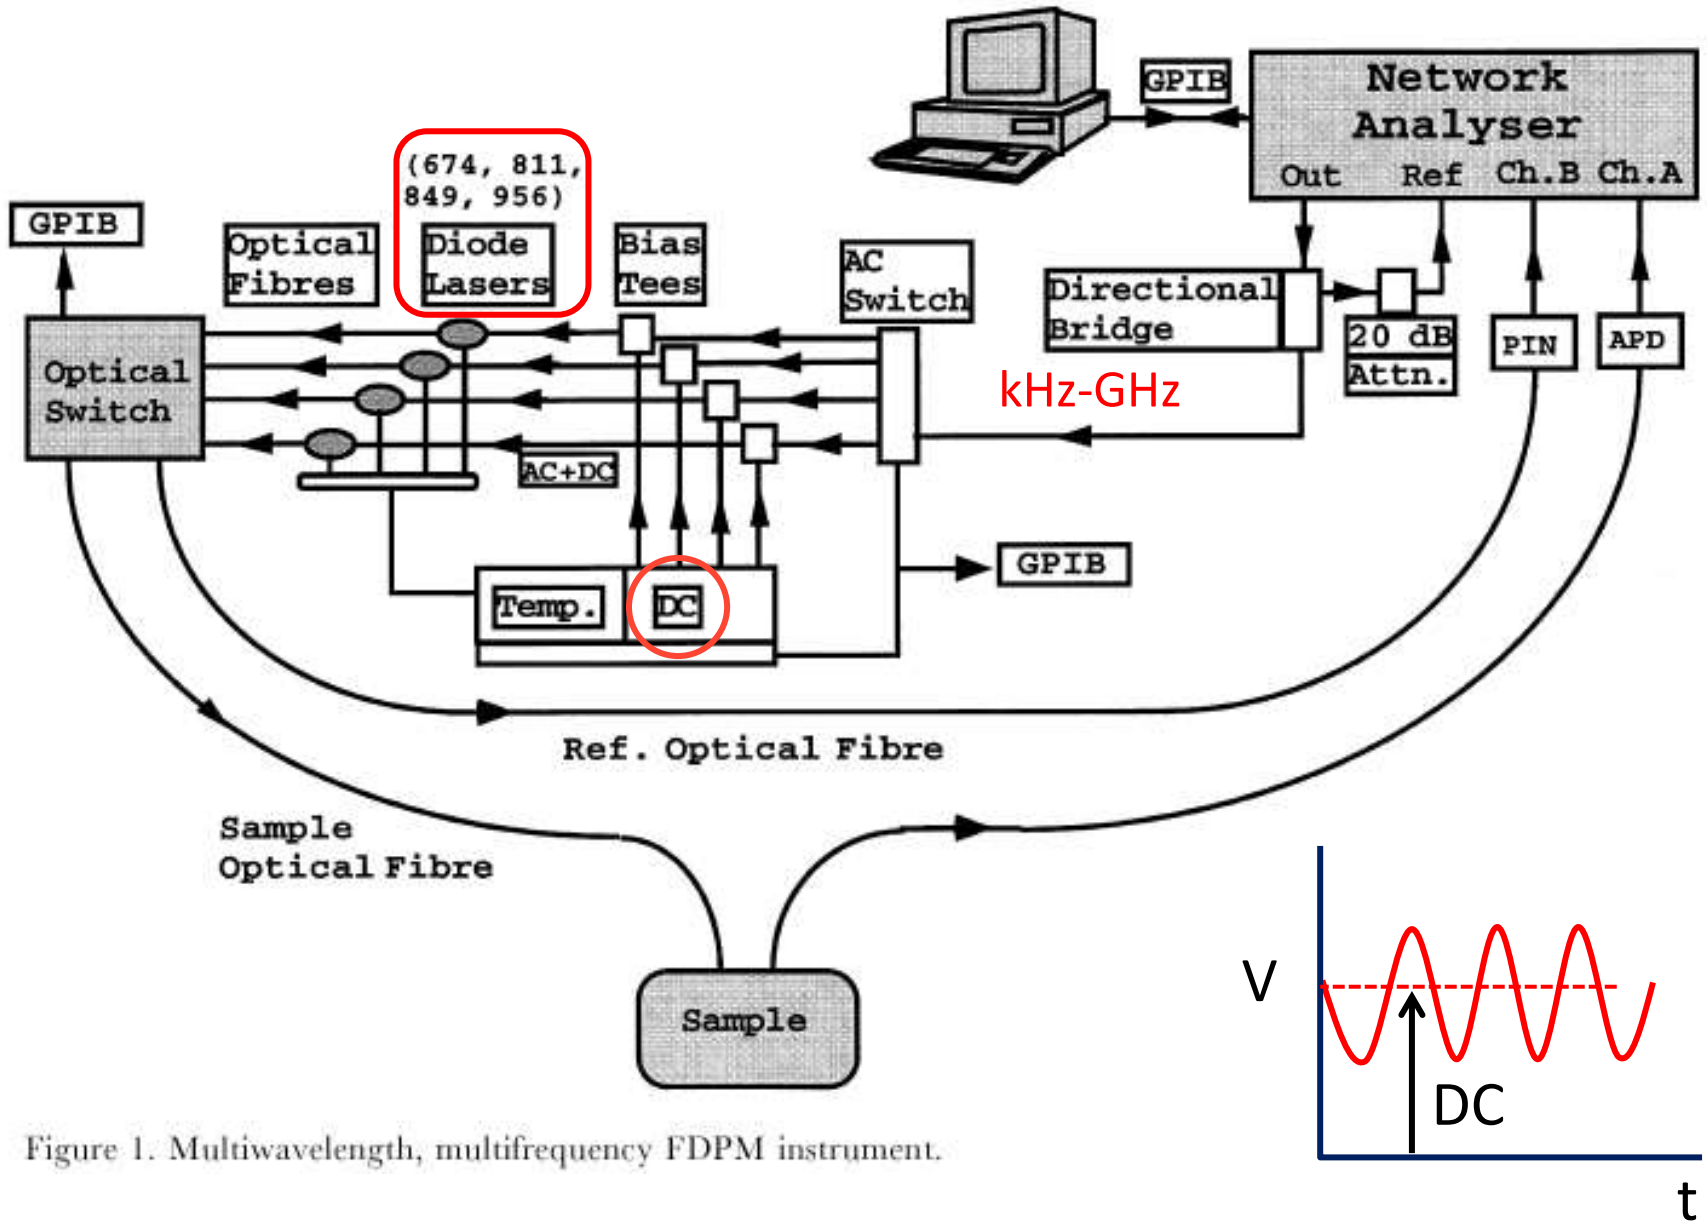 GPIB
Network
Analyser
Out Ref Ch.B Ch.A
(674, 811,
849, 956)
GPIB
Optical
Fibres
Diode
Lasers
Bias
Tees
AC
Switch
Directional
Bridge
20 dB
Attn.
PIN
APD
Optical
Switch
kHz-GHz
AC+DC
GPIB
Temp.
DC
Ref. Optical Fibre
Sample
Optical Fibre
Sample
V
DC
t
Figure 1. Multiwavelength, multifrequency FDPM instrument.